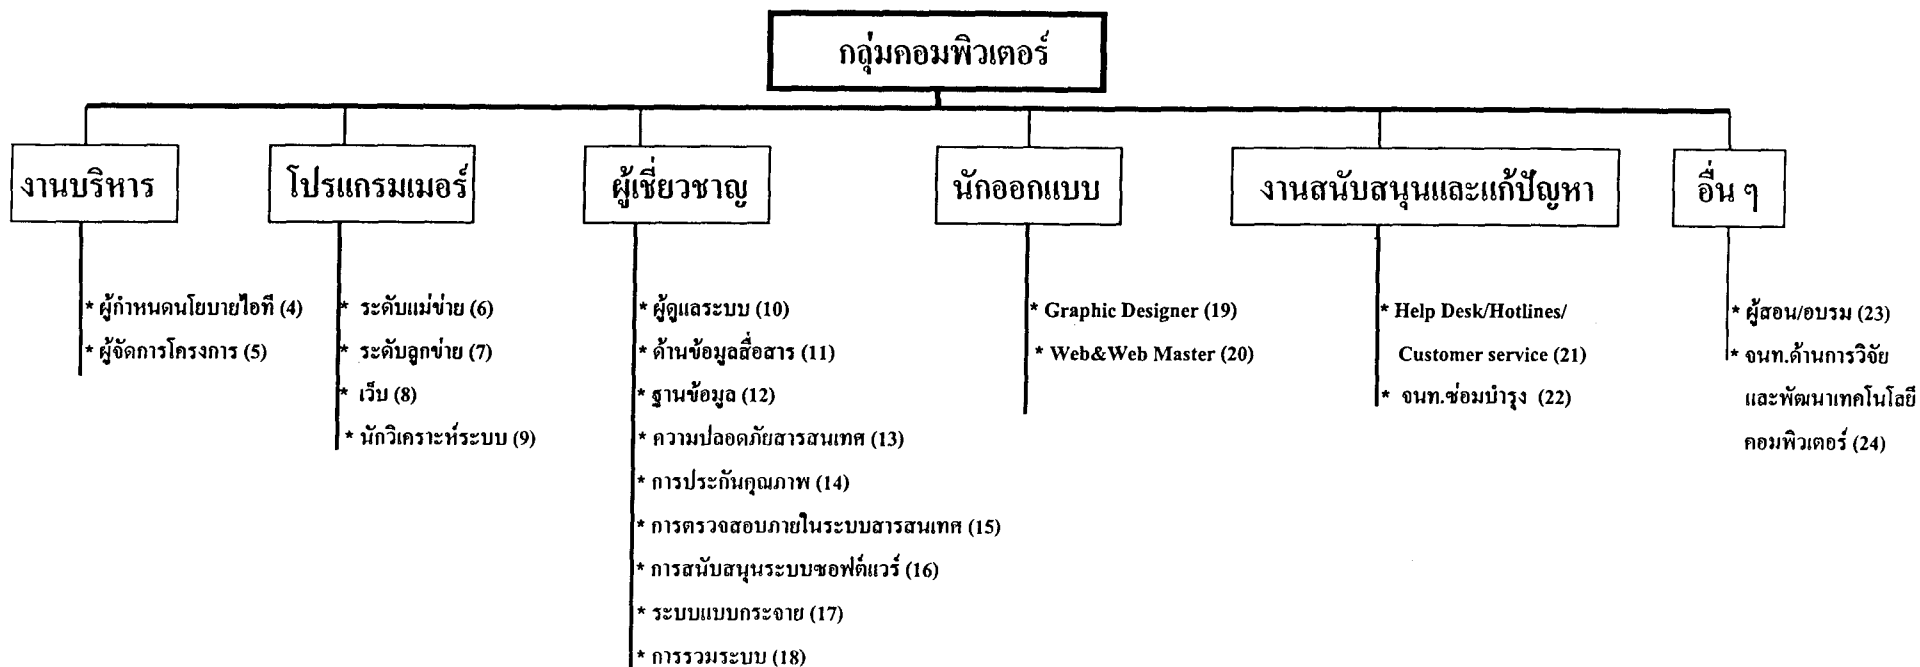 กลุ่มคอมพิวเตอร์
งานบริหาร
* ผู้กำหนดนโยบายไอที (4)
* ผู้จัดการโครงการ (5)
โปรแกรมเมอร์
* ระดับแม่ข่าย (6)
* ระดับลูกข่าย (7)
* เว็บ (8)
* นักวิเคราะห์ระบบ (9)
ผู้เชี่ยวชาญ
* ผู้ดูแลระบบ (10)
* ด้านข้อมูลสื่อสาร (11)
* ฐานข้อมูล (12)
* ความปลอดภัยสารสนเทศ (13)
* การประกันคุณภาพ (14)
* การตรวจสอบภายในระบบสารสนเทศ (15)
* การสนับสนุนระบบซอฟต์แวร์ (16)
* ระบบแบบกระจาย (17)
* การรวมระบบ (18)
นักออกแบบ
* Graphic Designer (19)
* Web&Web Master (20)
งานสนับสนุนและแก้ปัญหา
* Help Desk/Hotlines/
Customer service (21)
* จนท.ซ่อมบำรุง (22)
อื่น ๆ
* ผู้สอน/อบรม (23)
* จนท.ด้านการวิจัย
และพัฒนาเทคโนโลยี
คอมพิวเตอร์ (24)